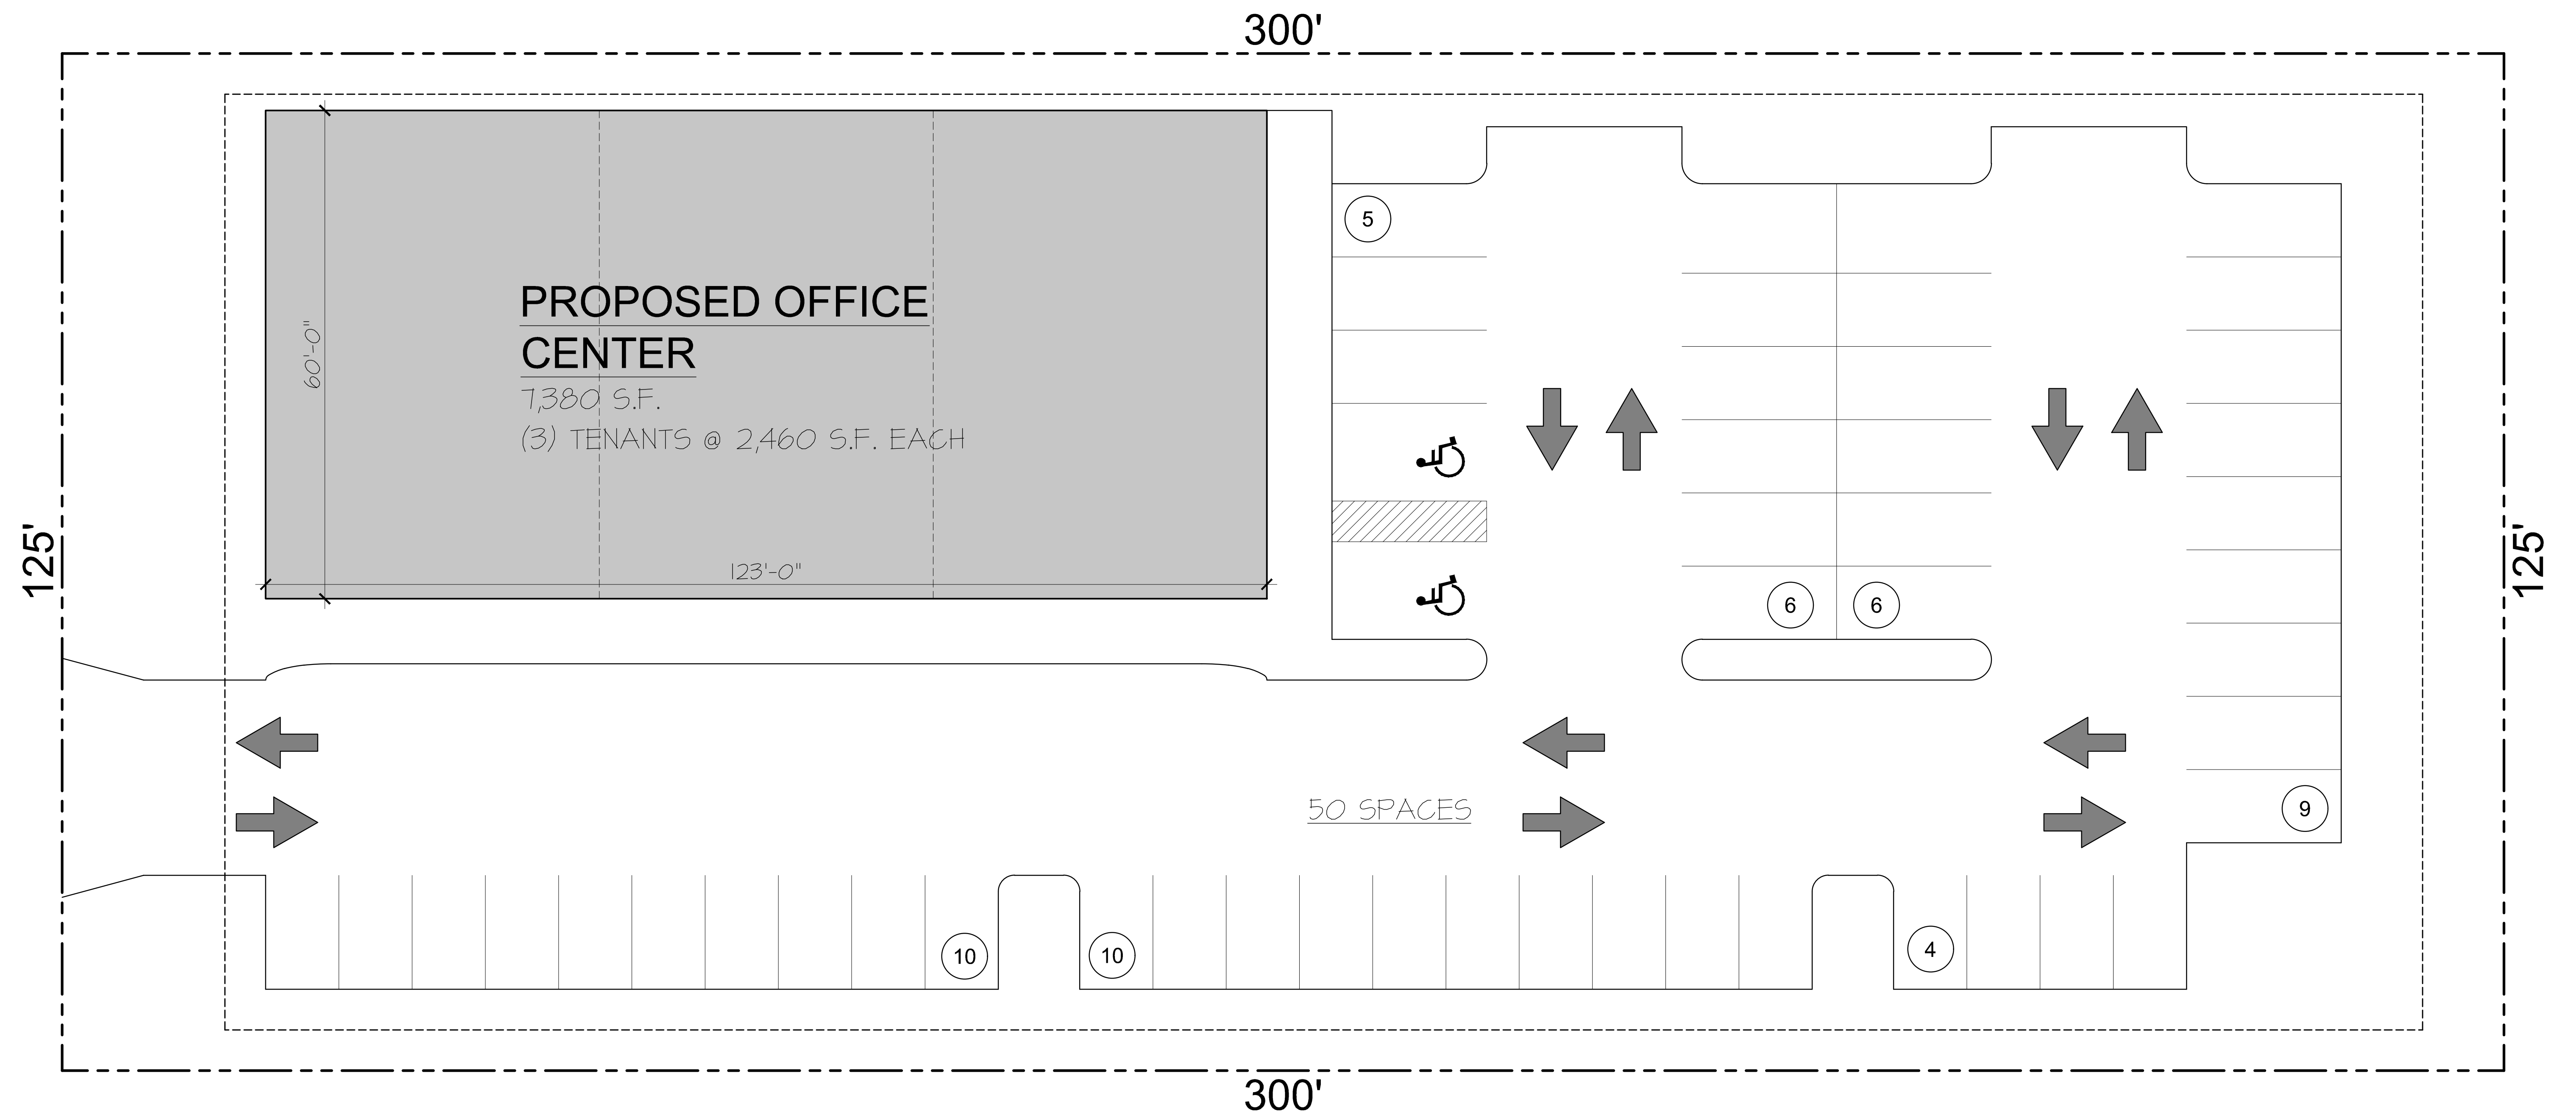 300'
5
PROPOSED OFFICE
CENTER
7,380 S.F.
(3) TENANTS @ 2,460 S.F. EACH
60'-0"
123'-0"
125'
125'
6
6
50 SPACES
9
10
10
4
300'